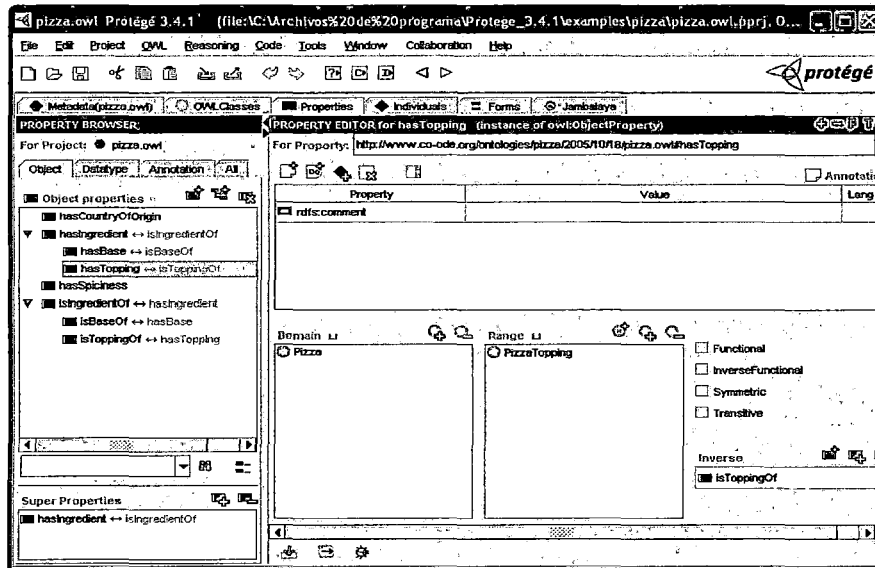 pizza.owl Protégé 3.4.1 (file:\C:\Archivos%20de%20programa\Protege_3.4.1\examples\pizza\pizza.owl.pprj, O...
File Edit Project OWL Reasoning Code Tools Window Collaboration Help
protégé
Metadata(pizza.owl) OWLClasses Properties Individuals Forms Jambalaya
PROPERTY BROWSER
PROPERTY EDITOR for hasTopping (instance of owl:ObjectProperty)
For Project: pizza.owl
For Property: http://www.co-ode.org/ontologies/pizza/2005/10/18/pizza.owl#hasTopping
Object Datatype Annotation All
Annotatio
Property Value Lang
rdfs:comment
Object properties
hasCountryOfOrigin
hasIngredient ↔ isIngredientOf
hasBase ↔ isBaseOf
hasTopping ↔ isToppingOf
hasSpiciness
isIngredientOf ↔ hasIngredient
isBaseOf ↔ hasBase
isToppingOf ↔ hasTopping
Domain ⊔
Pizza
Range ⊔
PizzaTopping
Functional
InverseFunctional
Symmetric
Transitive
Inverse
isToppingOf
Super Properties
hasIngredient ↔ isIngredientOf